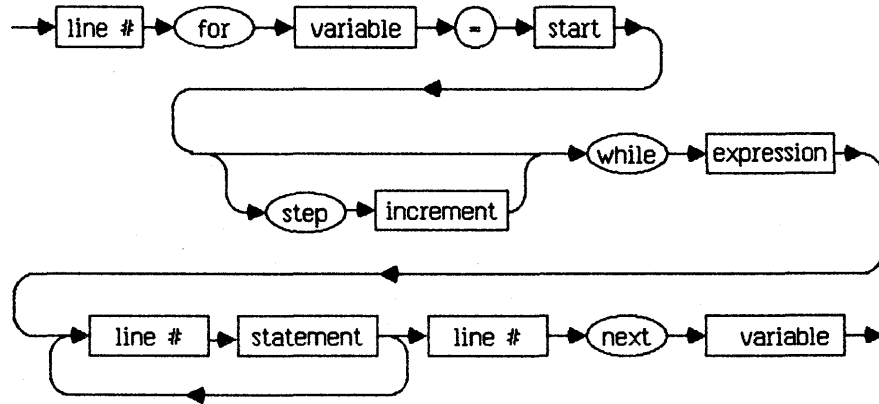 line # for variable = start
while expression
step increment
line # statement line # next variable